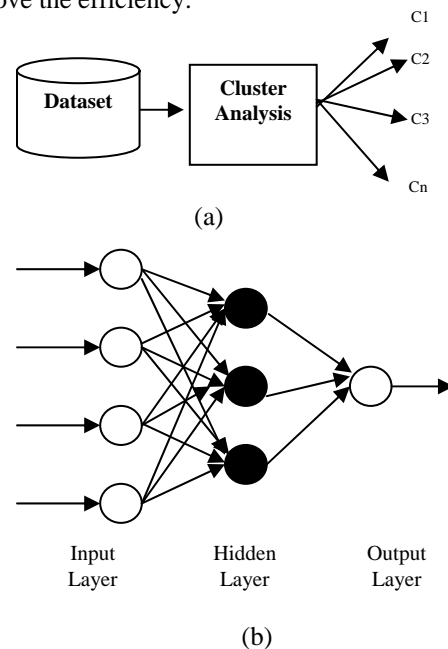 ove the efficiency.
C1
C2
Dataset
Cluster
Analysis
C3
Cn
(a)
Input
Layer
Hidden
Layer
Output
Layer
(b)